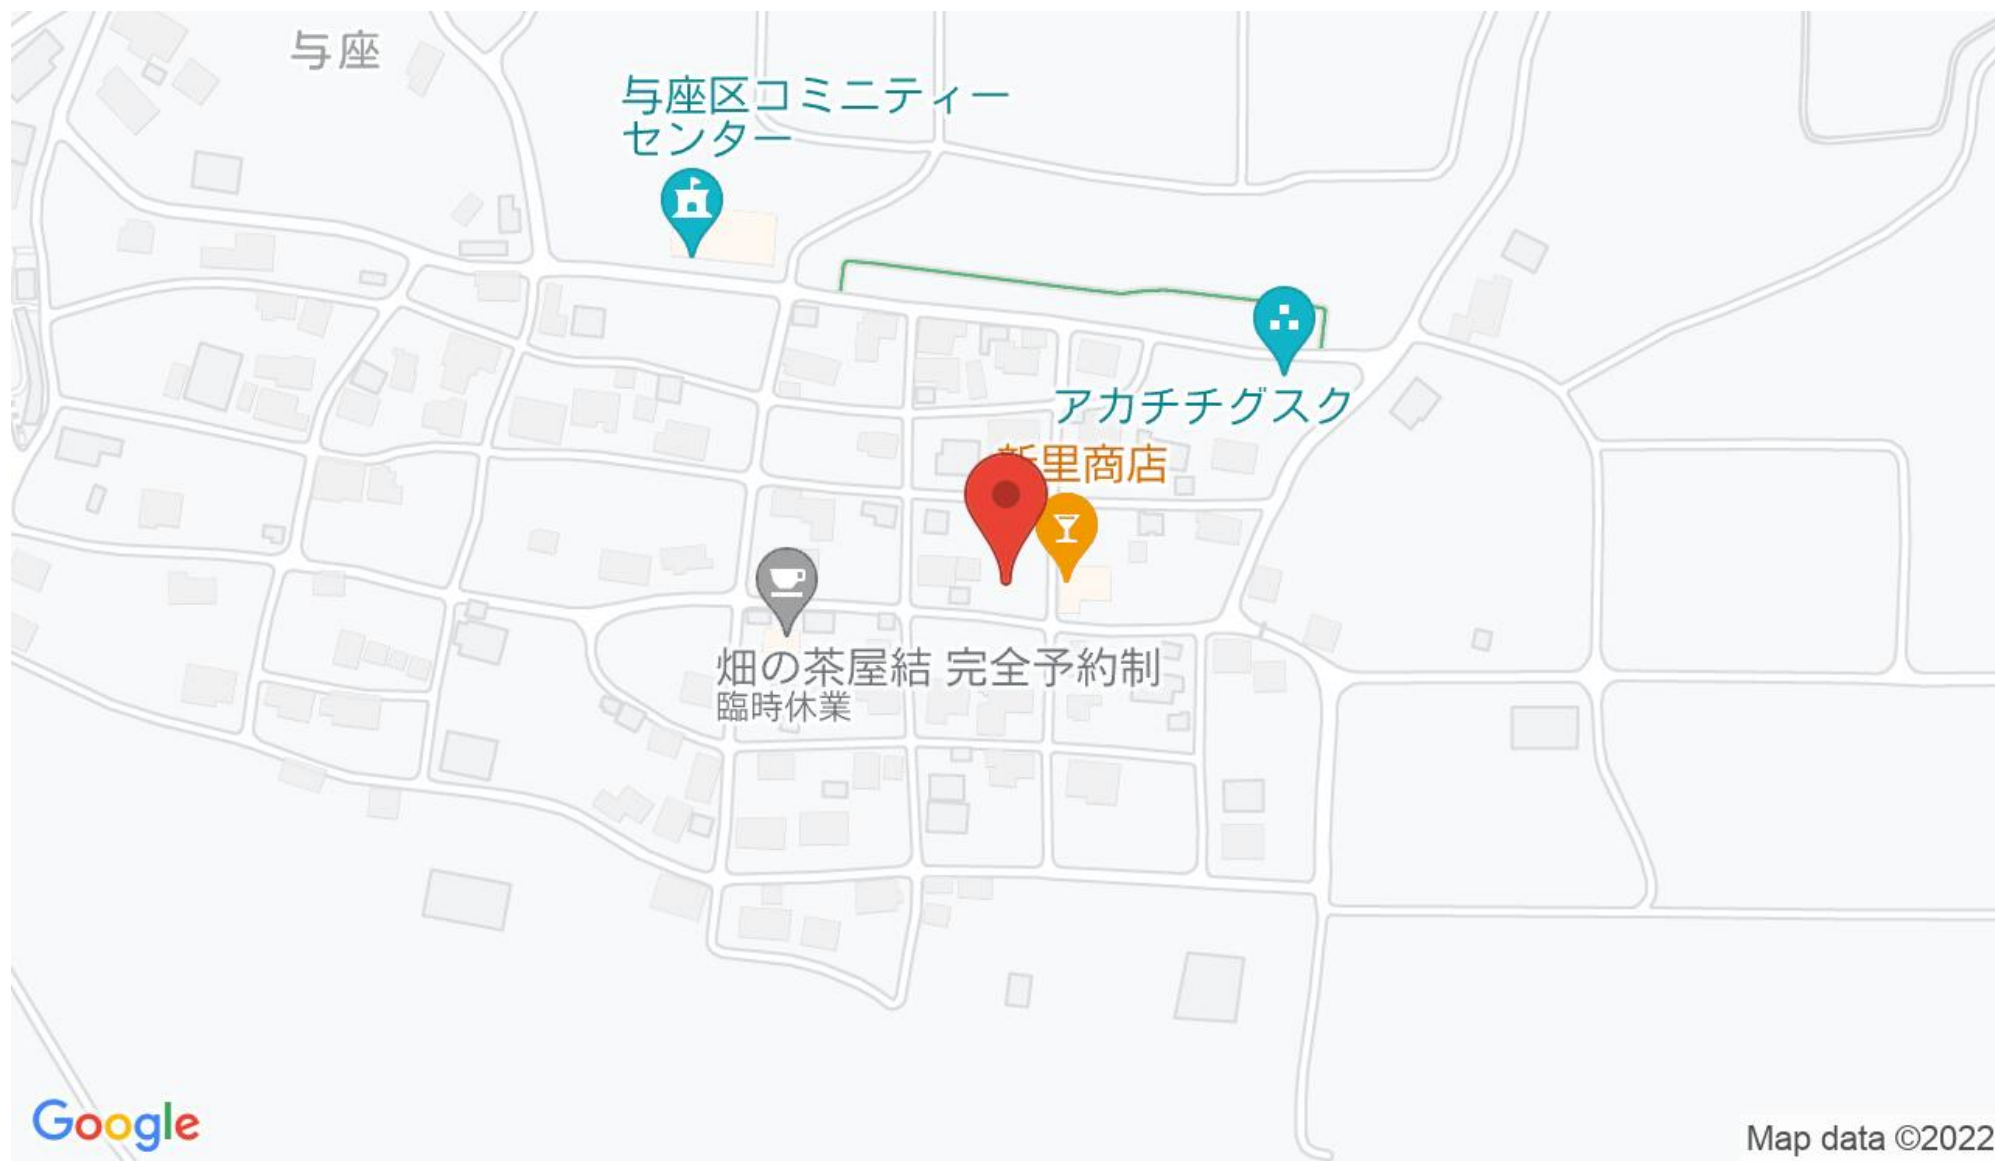 与座
与座区コミニティー
センター
アカチチグスク
新里商店
畑の茶屋結 完全予約制
臨時休業
Google
Map data ©2022